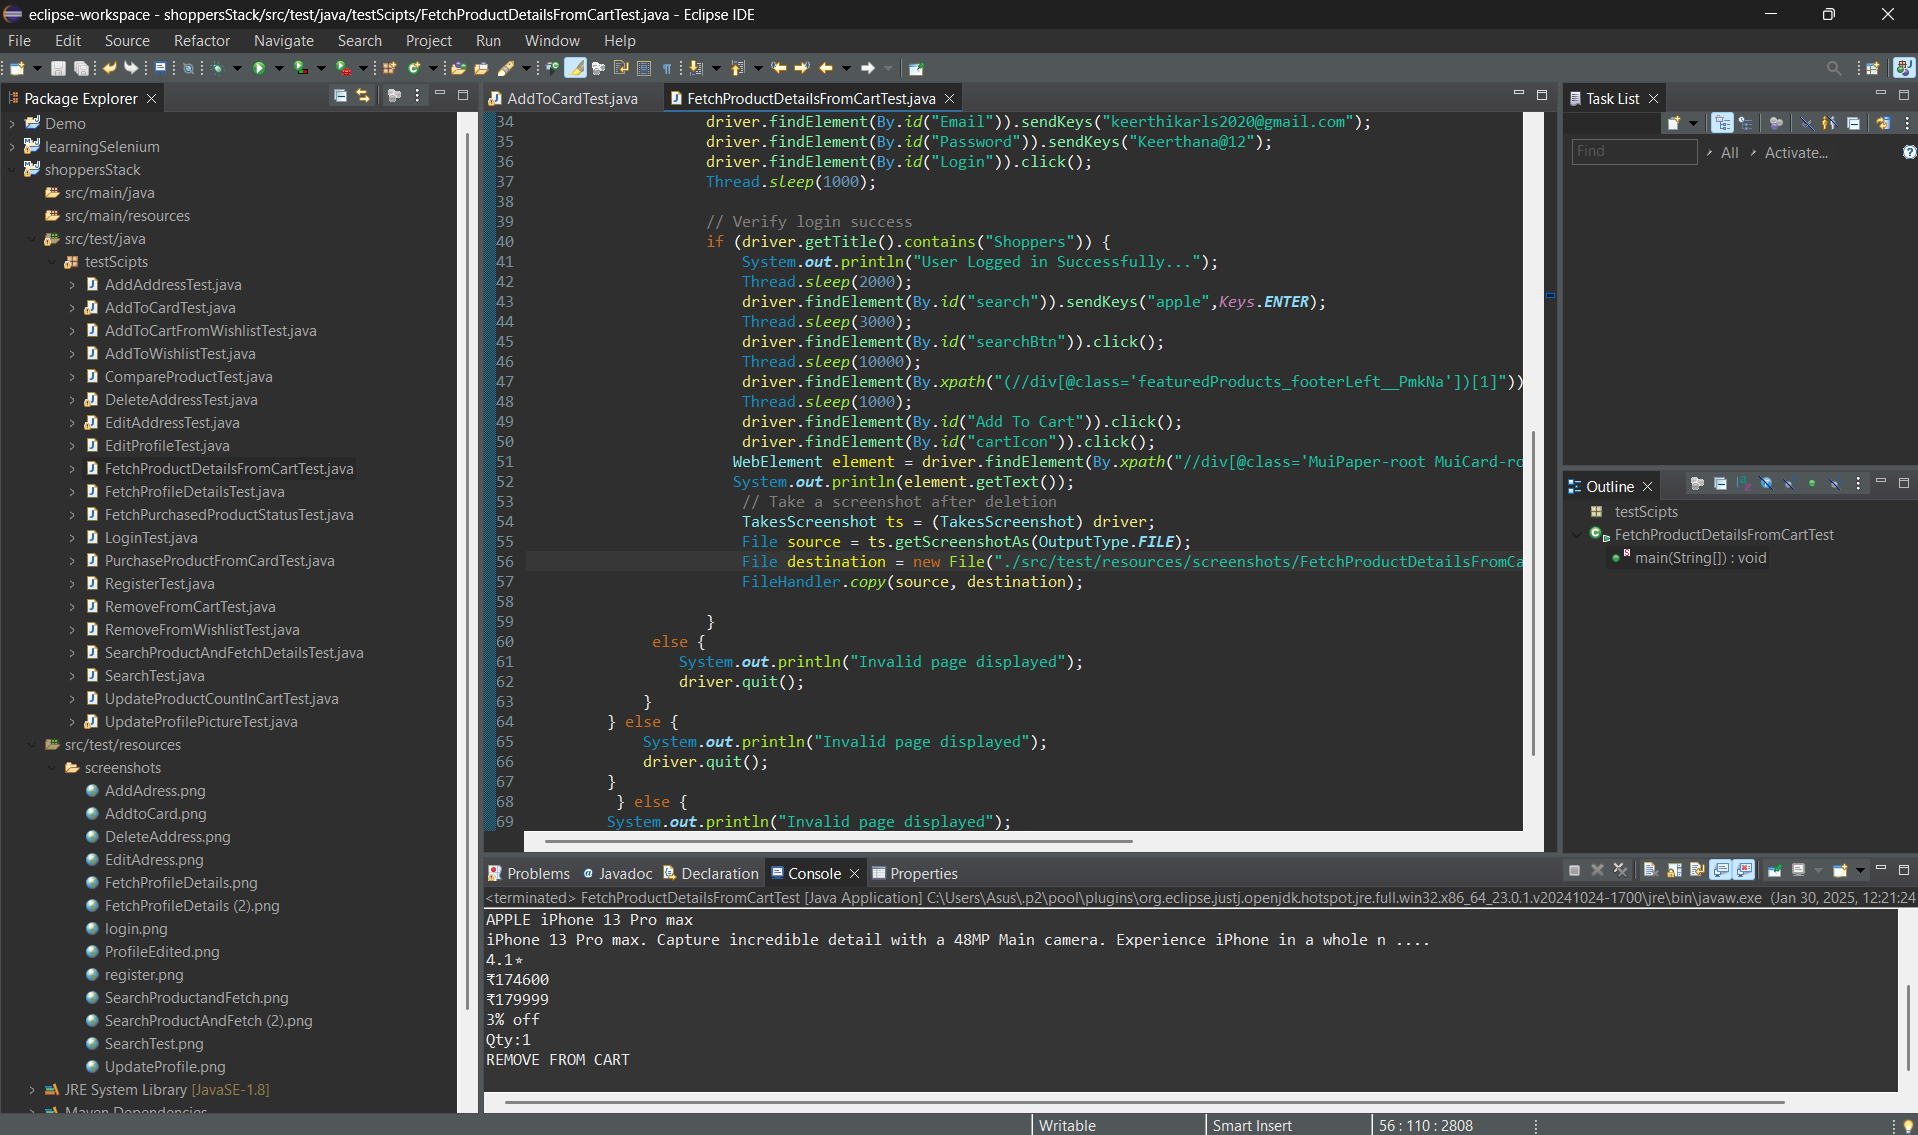 eclipse-workspace - shoppersStack/src/test/java/testScipts/FetchProductDetailsFromCartTest.java - Eclipse IDE
File Edit Source Refactor Navigate Search Project Run Window Help
Package Explorer
Demo
learningSelenium
shoppersStack
src/main/java
src/main/resources
src/test/java
testScipts
AddAddressTest.java
AddToCardTest.java
AddToCartFromWishlistTest.java
AddToWishlistTest.java
CompareProductTest.java
DeleteAddressTest.java
EditAddressTest.java
EditProfileTest.java
FetchProductDetailsFromCartTest.java
FetchProfileDetailsTest.java
FetchPurchasedProductStatusTest.java
LoginTest.java
PurchaseProductFromCardTest.java
RegisterTest.java
RemoveFromCartTest.java
RemoveFromWishlistTest.java
SearchProductAndFetchDetailsTest.java
SearchTest.java
UpdateProductCountInCartTest.java
UpdateProfilePictureTest.java
src/test/resources
screenshots
AddAdress.png
AddtoCard.png
DeleteAddress.png
EditAdress.png
FetchProfileDetails.png
FetchProfileDetails (2).png
login.png
ProfileEdited.png
register.png
SearchProductandFetch.png
SearchProductAndFetch (2).png
SearchTest.png
UpdateProfile.png
JRE System Library [JavaSE-1.8]
Maven Dependencies
AddToCardTest.java FetchProductDetailsFromCartTest.java
34 driver.findElement(By.id("Email")).sendKeys("keerthikarls2020@gmail.com");
35 driver.findElement(By.id("Password")).sendKeys("Keerthana@12");
36 driver.findElement(By.id("Login")).click();
37 Thread.sleep(1000);
38
39 // Verify login success
40 if (driver.getTitle().contains("Shoppers")) {
41 System.out.println("User Logged in Successfully...");
42 Thread.sleep(2000);
43 driver.findElement(By.id("search")).sendKeys("apple",Keys.ENTER);
44 Thread.sleep(3000);
45 driver.findElement(By.id("searchBtn")).click();
46 Thread.sleep(10000);
47 driver.findElement(By.xpath("(//div[@class='featuredProducts_footerLeft__PmkNa'])[1]"))
48 Thread.sleep(1000);
49 driver.findElement(By.id("Add To Cart")).click();
50 driver.findElement(By.id("cartIcon")).click();
51 WebElement element = driver.findElement(By.xpath("//div[@class='MuiPaper-root MuiCard-ro
52 System.out.println(element.getText());
53 // Take a screenshot after deletion
54 TakesScreenshot ts = (TakesScreenshot) driver;
55 File source = ts.getScreenshotAs(OutputType.FILE);
56 File destination = new File("./src/test/resources/screenshots/FetchProductDetailsFromCa
57 FileHandler.copy(source, destination);
58
59 }
60 else {
61 System.out.println("Invalid page displayed");
62 driver.quit();
63 }
64 } else {
65 System.out.println("Invalid page displayed");
66 driver.quit();
67 }
68 } else {
69 System.out.println("Invalid page displayed");
Task List
Find All Activate...
Outline
testScipts
FetchProductDetailsFromCartTest
main(String[]) : void
Problems Javadoc Declaration Console Properties
<terminated> FetchProductDetailsFromCartTest [Java Application] C:\Users\Asus\.p2\pool\plugins\org.eclipse.justj.openjdk.hotspot.jre.full.win32.x86_64_23.0.1.v20241024-1700\jre\bin\javaw.exe (Jan 30, 2025, 12:21:24
APPLE iPhone 13 Pro max
iPhone 13 Pro max. Capture incredible detail with a 48MP Main camera. Experience iPhone in a whole n ....
4.1⭐
₹174600
₹179999
3% off
Qty:1
REMOVE FROM CART
Writable Smart Insert 56 : 110 : 2808